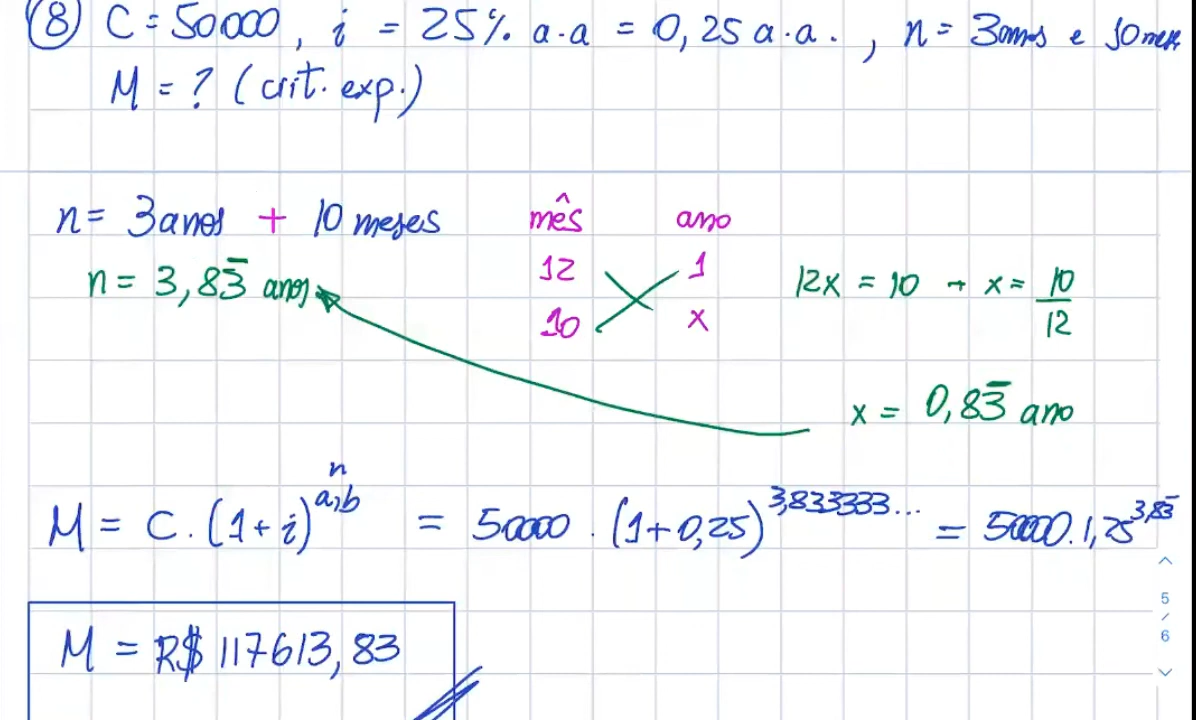 ⑧ C = 50000, i = 25% a.a = 0,25 a.a., n = 3 anos e 10 meses
M = ? (crit. exp.)
n = 3 anos + 10 meses
n = 3,83̅ anos
mês ano
12 1
10 x
12x = 10 → x = 10/12
x = 0,83̅ ano
M = C . (1 + i)^n a,b = 50000 . (1 + 0,25)^3,833333... = 50000 . 1,25^3,83̅
M = R$ 117613,83
5
/
6